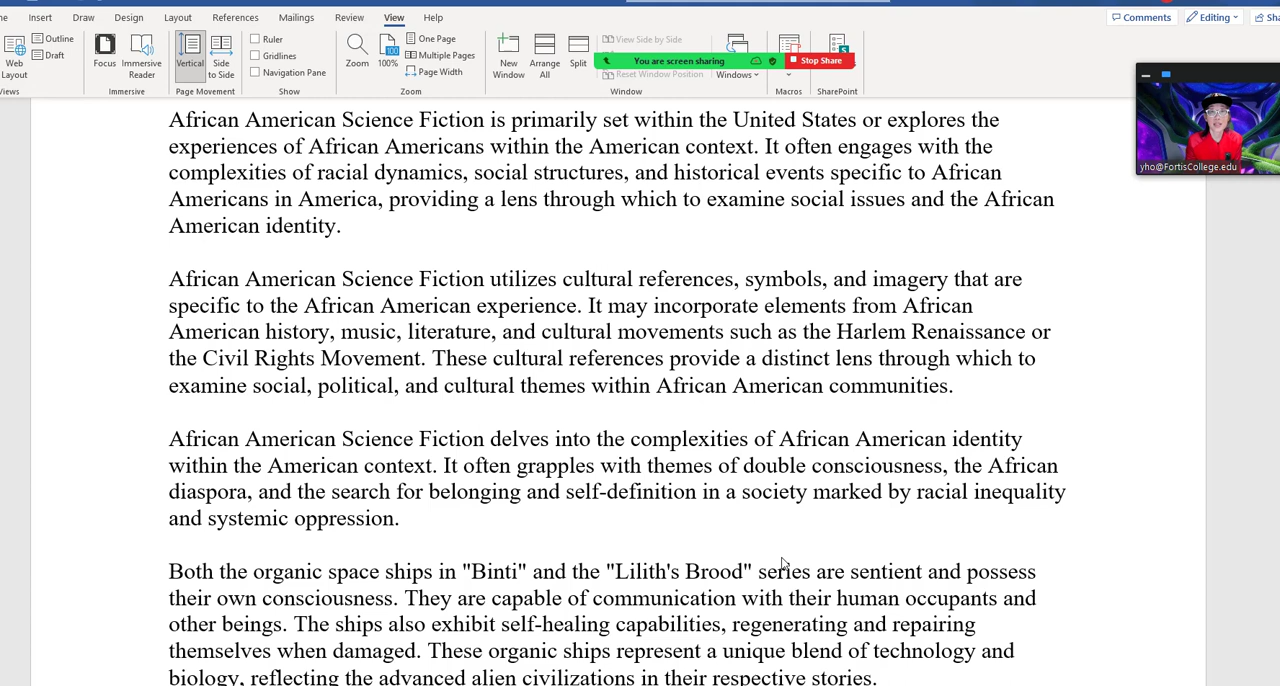 Insert Draw Design Layout References Mailings Review View Help
Comments Editing
Outline
Draft
Web Layout
Focus
Immersive Reader
Vertical
Side to Side
Ruler
Gridlines
Navigation Pane
Zoom
100%
One Page
Multiple Pages
Page Width
New Window
Arrange All
Split
View Side by Side
Reset Window Position
You are screen sharing
Stop Share
Windows
Macros
SharePoint
Immersive Page Movement Show Zoom Window Macros SharePoint
yho@FortisCollege.edu
African American Science Fiction is primarily set within the United States or explores the
experiences of African Americans within the American context. It often engages with the
complexities of racial dynamics, social structures, and historical events specific to African
Americans in America, providing a lens through which to examine social issues and the African
American identity.
African American Science Fiction utilizes cultural references, symbols, and imagery that are
specific to the African American experience. It may incorporate elements from African
American history, music, literature, and cultural movements such as the Harlem Renaissance or
the Civil Rights Movement. These cultural references provide a distinct lens through which to
examine social, political, and cultural themes within African American communities.
African American Science Fiction delves into the complexities of African American identity
within the American context. It often grapples with themes of double consciousness, the African
diaspora, and the search for belonging and self-definition in a society marked by racial inequality
and systemic oppression.
Both the organic space ships in "Binti" and the "Lilith's Brood" series are sentient and possess
their own consciousness. They are capable of communication with their human occupants and
other beings. The ships also exhibit self-healing capabilities, regenerating and repairing
themselves when damaged. These organic ships represent a unique blend of technology and
biology, reflecting the advanced alien civilizations in their respective stories.